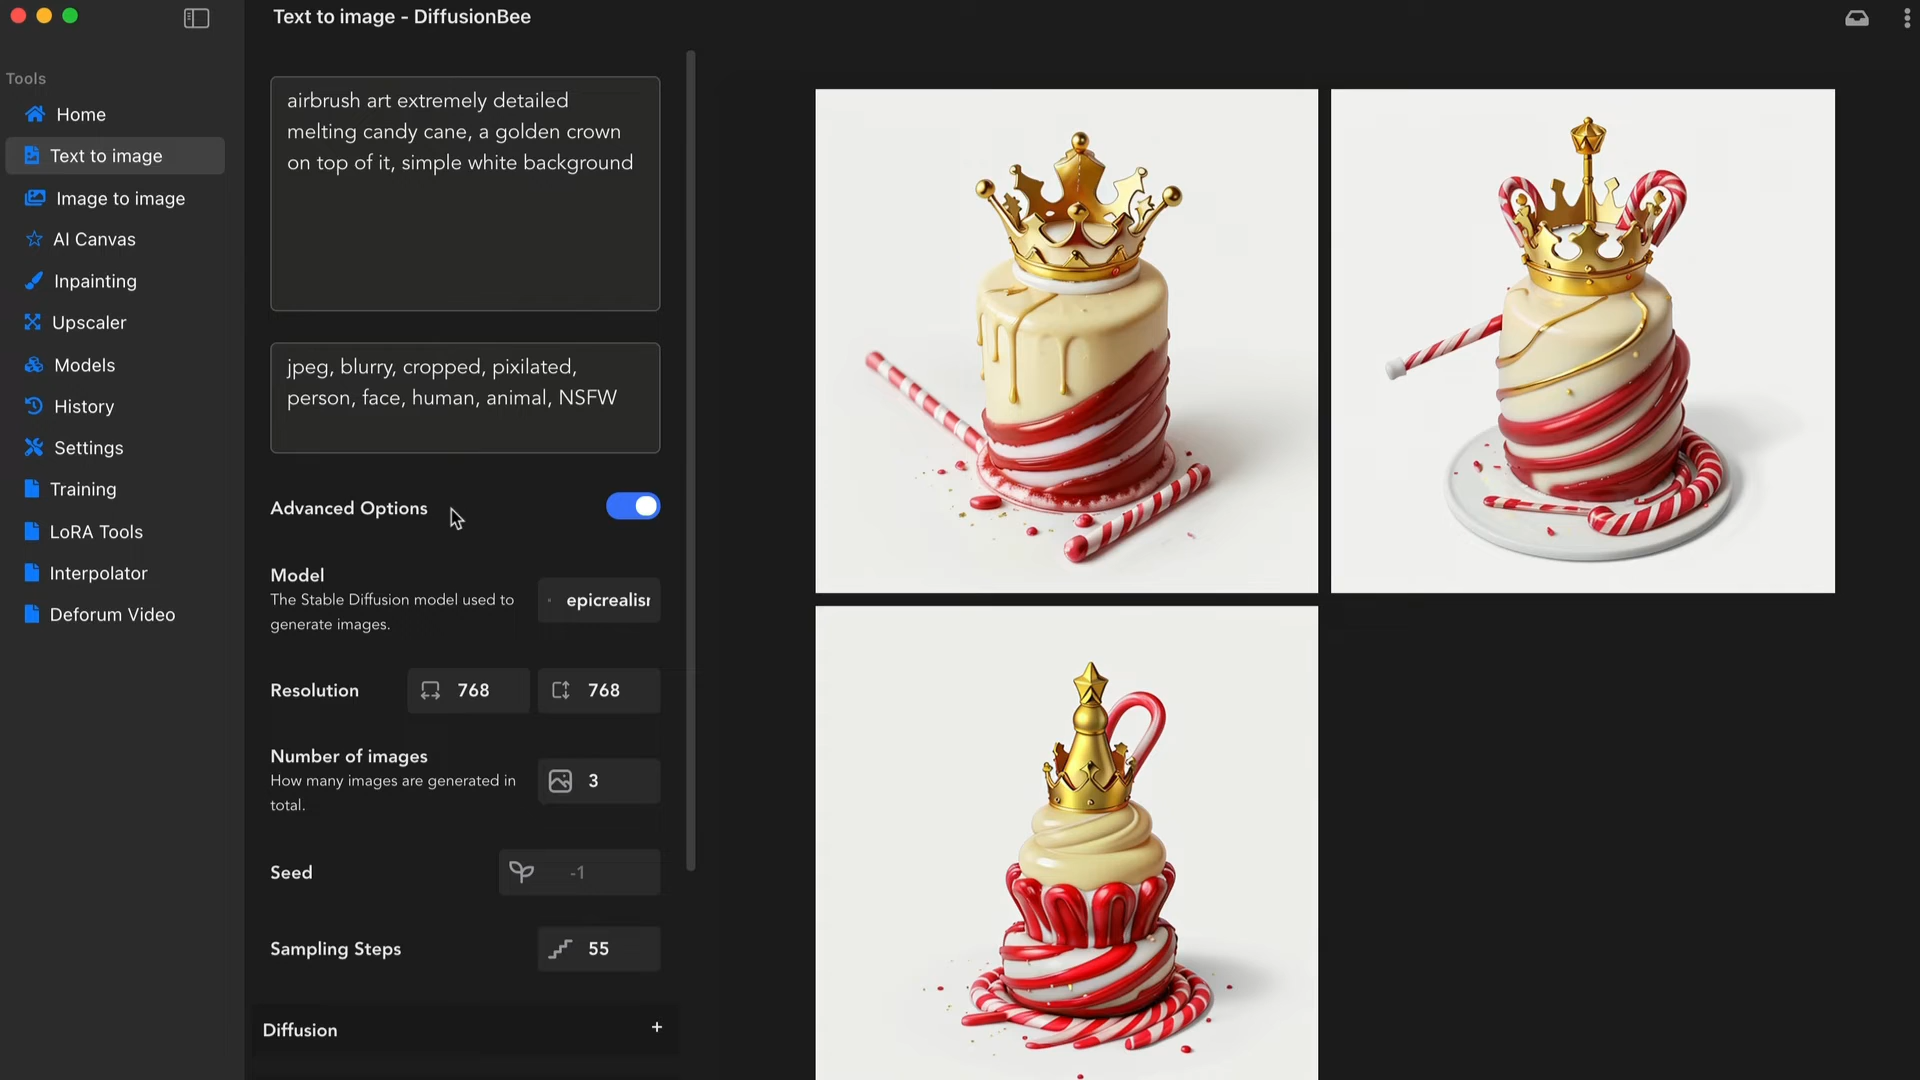 Text to image - DiffusionBee
Tools
Home
Text to image
Image to image
AI Canvas
Inpainting
Upscaler
Models
History
Settings
Training
LoRA Tools
Interpolator
Deforum Video
airbrush art extremely detailed
melting candy cane, a golden crown
on top of it, simple white background
jpeg, blurry, cropped, pixilated,
person, face, human, animal, NSFW
Advanced Options
Model
The Stable Diffusion model used to
generate images.
epicrealism
Resolution
768
768
Number of images
How many images are generated in
total.
3
Seed
-1
Sampling Steps
55
Diffusion
+